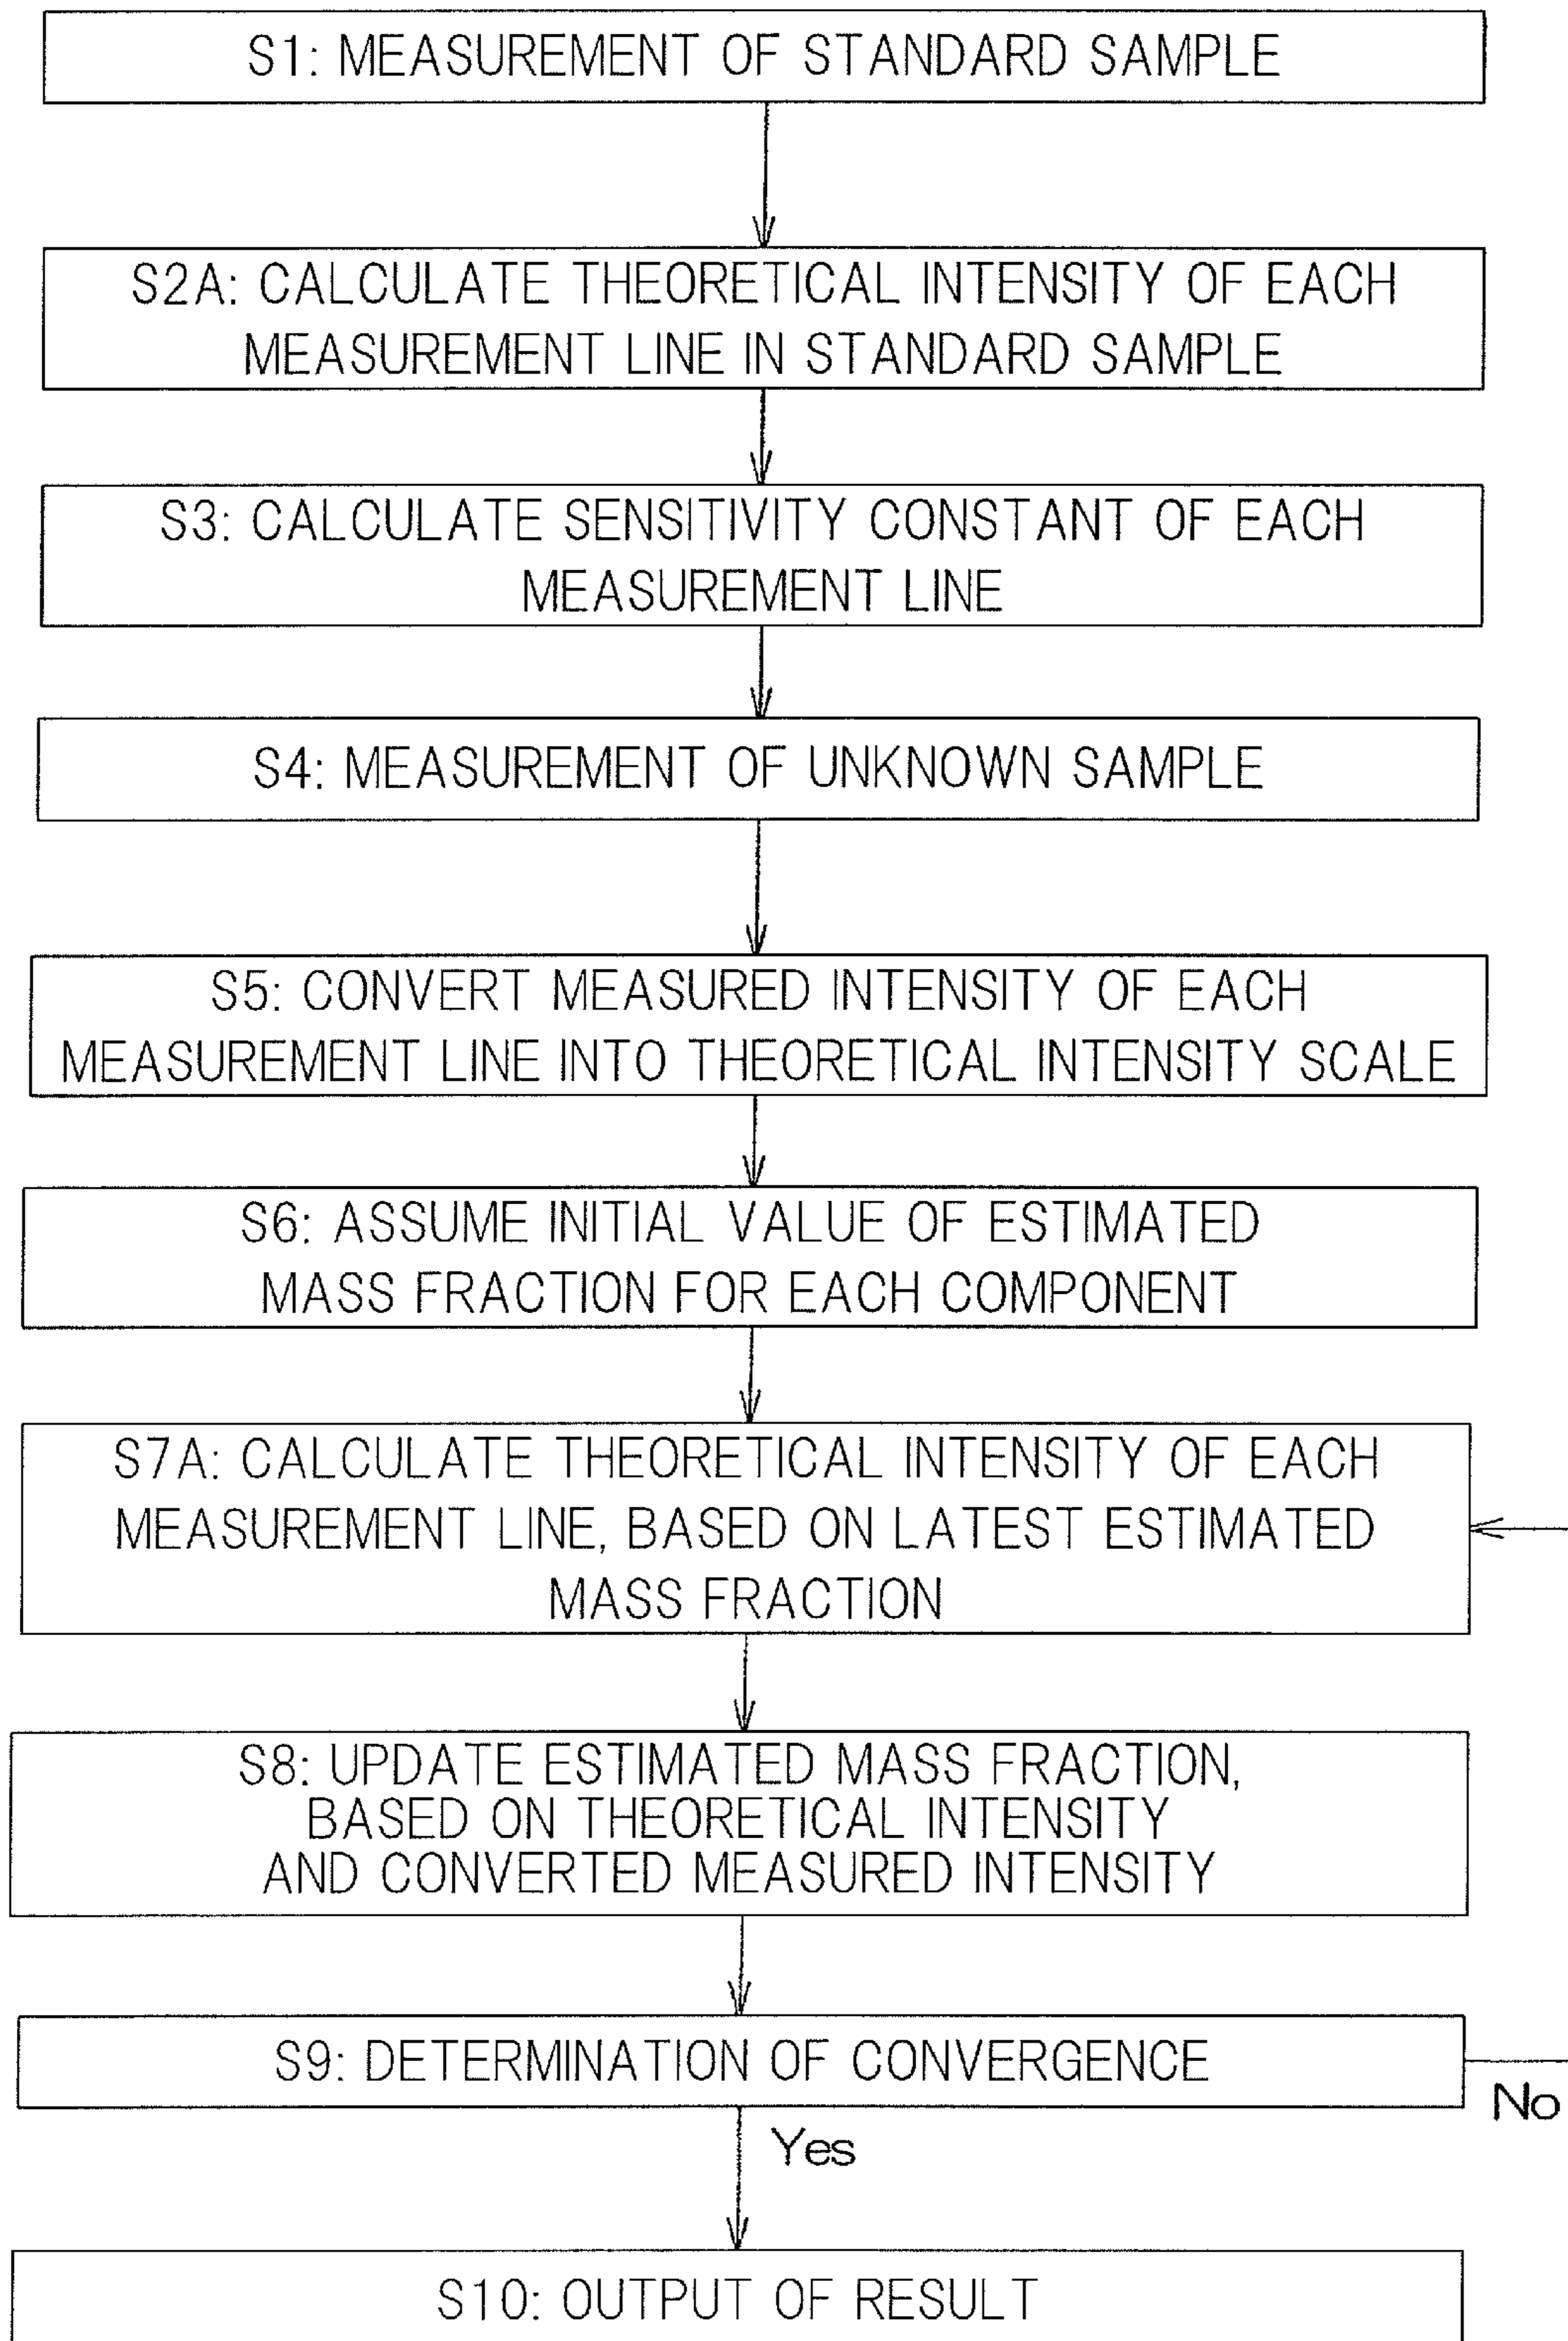 S1: MEASUREMENT OF STANDARD SAMPLE
S2A: CALCULATE THEORETICAL INTENSITY OF EACH
MEASUREMENT LINE IN STANDARD SAMPLE
S3: CALCULATE SENSITIVITY CONSTANT OF EACH
MEASUREMENT LINE
S4: MEASUREMENT OF UNKNOWN SAMPLE
S5: CONVERT MEASURED INTENSITY OF EACH
MEASUREMENT LINE INTO THEORETICAL INTENSITY SCALE
S6: ASSUME INITIAL VALUE OF ESTIMATED
MASS FRACTION FOR EACH COMPONENT
S7A: CALCULATE THEORETICAL INTENSITY OF EACH
MEASUREMENT LINE, BASED ON LATEST ESTIMATED
MASS FRACTION
S8: UPDATE ESTIMATED MASS FRACTION,
BASED ON THEORETICAL INTENSITY
AND CONVERTED MEASURED INTENSITY
S9: DETERMINATION OF CONVERGENCE
No
Yes
S10: OUTPUT OF RESULT